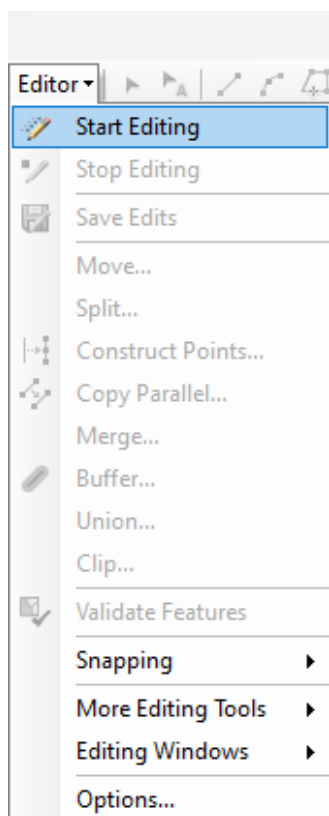 Editor
Start Editing
Stop Editing
Save Edits
Move...
Split...
Construct Points...
Copy Parallel...
Merge...
Buffer...
Union...
Clip...
Validate Features
Snapping
More Editing Tools
Editing Windows
Options...